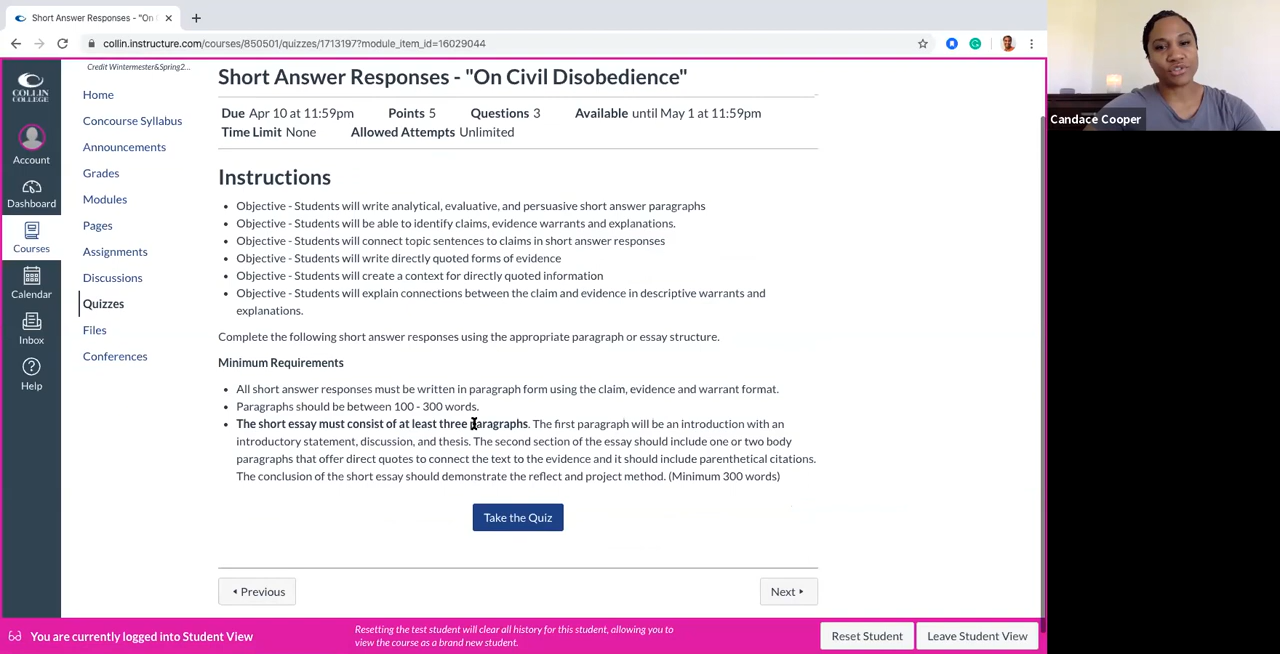 Short Answer Responses - "On
collin.instructure.com/courses/850501/quizzes/1713197?module_item_id=16029044
COLLIN
COLLEGE
Account
Dashboard
Courses
Calendar
Inbox
Help
Credit Wintermester&Spring2...
Home
Concourse Syllabus
Announcements
Grades
Modules
Pages
Assignments
Discussions
Quizzes
Files
Conferences
Short Answer Responses - "On Civil Disobedience"
Due Apr 10 at 11:59pm Points 5 Questions 3 Available until May 1 at 11:59pm
Time Limit None Allowed Attempts Unlimited
Instructions
• Objective - Students will write analytical, evaluative, and persuasive short answer paragraphs
• Objective - Students will be able to identify claims, evidence warrants and explanations.
• Objective - Students will connect topic sentences to claims in short answer responses
• Objective - Students will write directly quoted forms of evidence
• Objective - Students will create a context for directly quoted information
• Objective - Students will explain connections between the claim and evidence in descriptive warrants and
explanations.
Complete the following short answer responses using the appropriate paragraph or essay structure.
Minimum Requirements
• All short answer responses must be written in paragraph form using the claim, evidence and warrant format.
• Paragraphs should be between 100 - 300 words.
• The short essay must consist of at least three paragraphs. The first paragraph will be an introduction with an
introductory statement, discussion, and thesis. The second section of the essay should include one or two body
paragraphs that offer direct quotes to connect the text to the evidence and it should include parenthetical citations.
The conclusion of the short essay should demonstrate the reflect and project method. (Minimum 300 words)
Take the Quiz
Previous
Next
You are currently logged into Student View
Resetting the test student will clear all history for this student, allowing you to
view the course as a brand new student.
Reset Student
Leave Student View
Candace Cooper